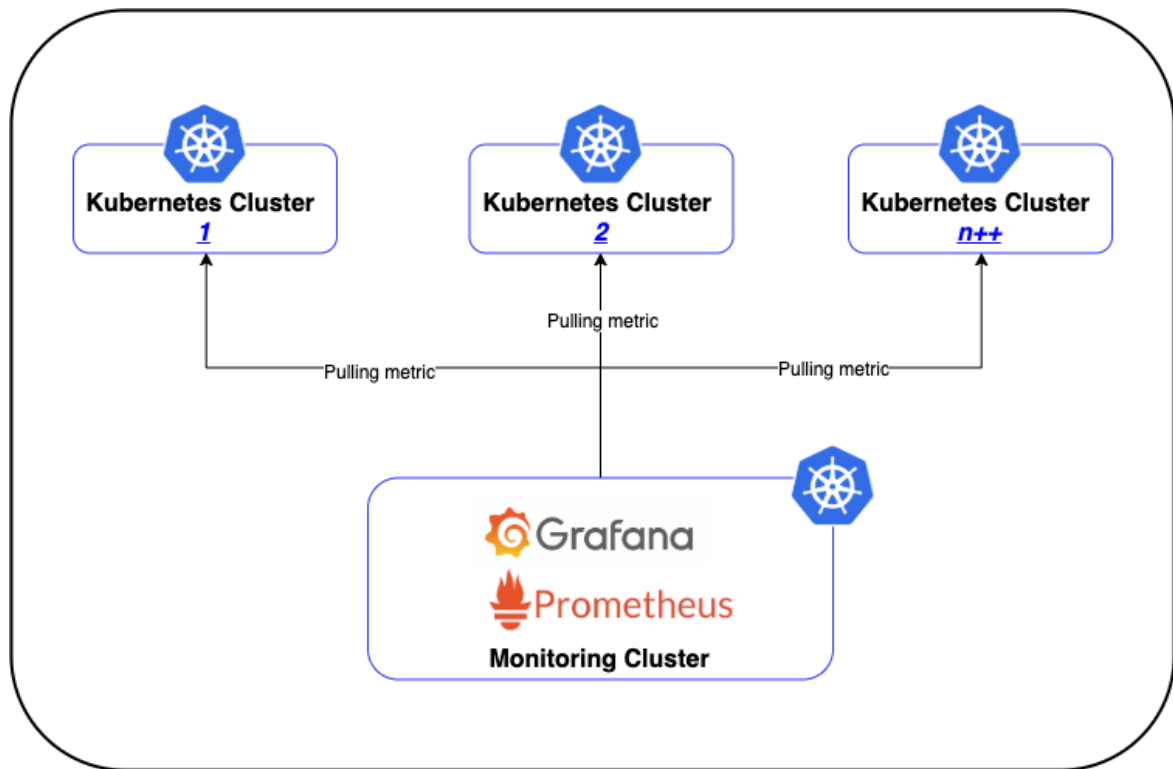 Kubernetes Cluster
1
Kubernetes Cluster
2
Kubernetes Cluster
n++
Pulling metric
Pulling metric
Pulling metric
Grafana
Prometheus
Monitoring Cluster